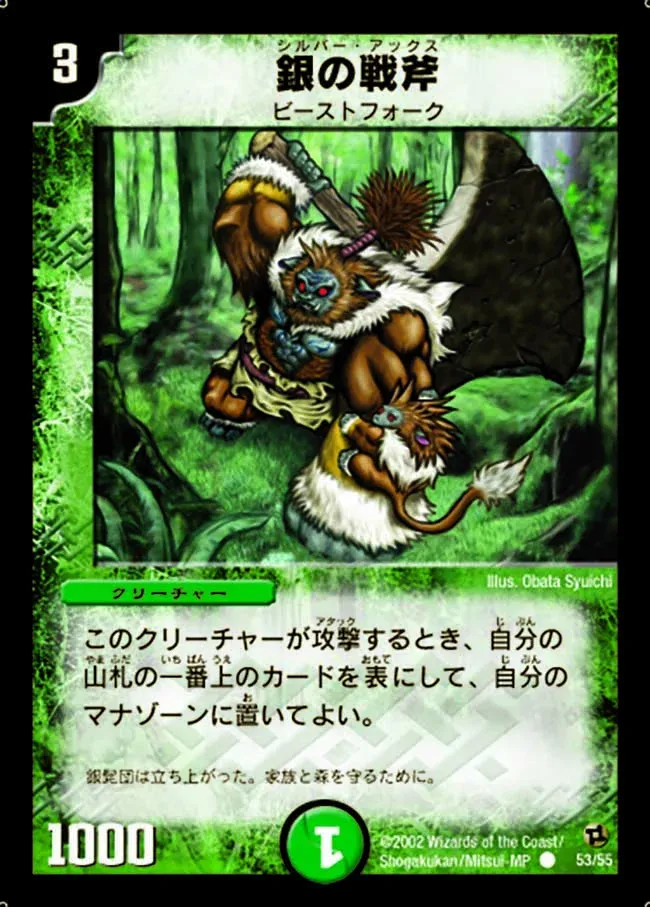 3
シルバー・アックス
銀の戦斧
ビーストフォーク
Illus. Obata Syuichi
クリーチャー
このクリーチャーが攻撃するとき、自分の
山札の一番上のカードを表にして、自分の
マナゾーンに置いてよい。
銀髭団は立ち上がった。家族と森を守るために。
1000
1
©2002 Wizards of the Coast/
Shogakukan/Mitsui-MP
53/55